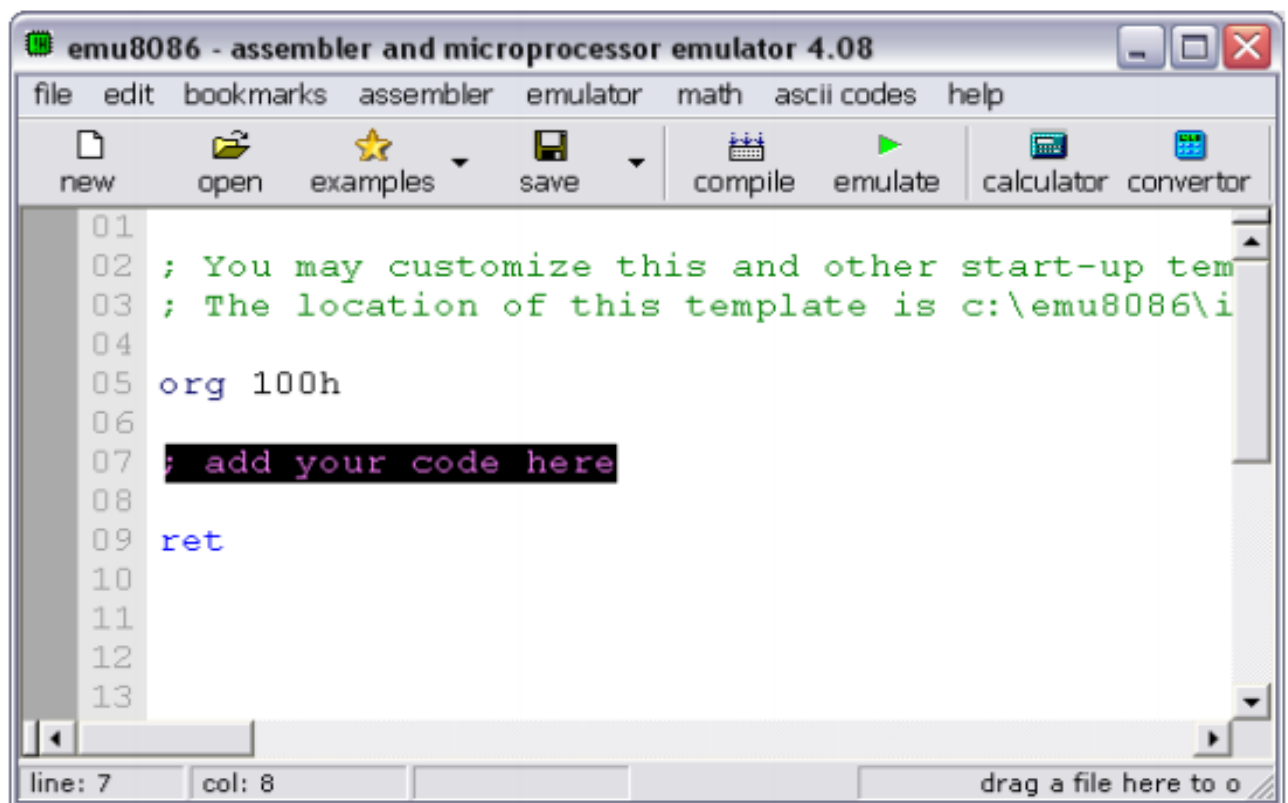 emu8086 - assembler and microprocessor emulator 4.08
file edit bookmarks assembler emulator math ascii codes help
new open examples save compile emulate calculator convertor
01
02 ; You may customize this and other start-up tem
03 ; The location of this template is c:\emu8086\i
04
05 org 100h
06
07 ; add your code here
08
09 ret
10
11
12
13
line: 7 col: 8 drag a file here to o